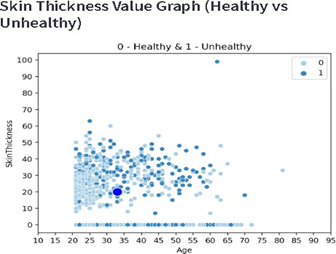 Skin Thickness Value Graph (Healthy vs
Unhealthy)
0 - Healthy & 1 - Unhealthy
0
1
100
90
80
70
60
50
40
30
20
10
0
SkinThickness
10 15 20 25 30 35 40 45 50 55 60 65 70 75 80 85 90 95
Age